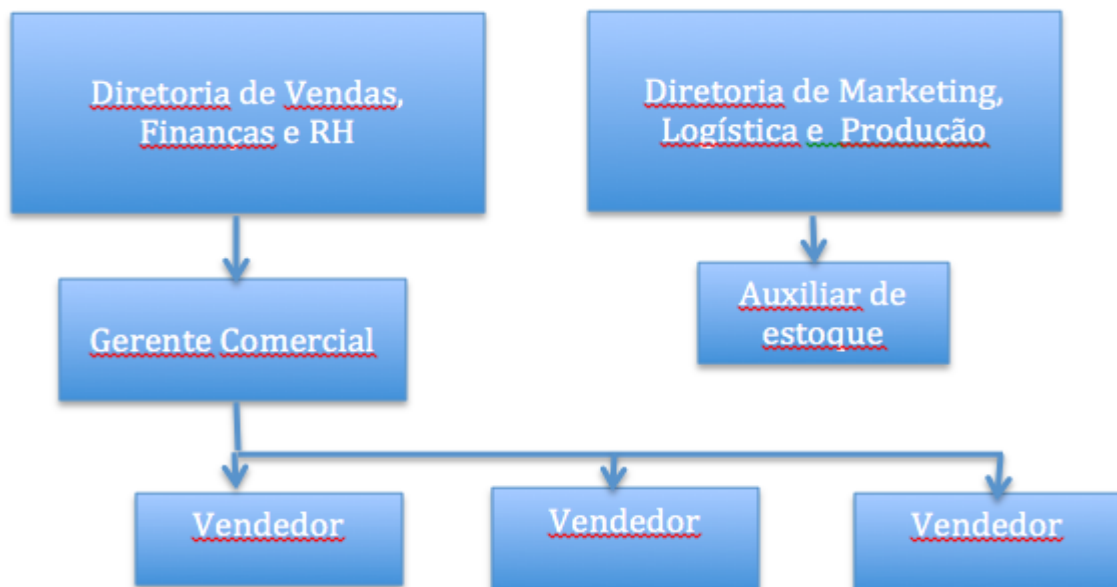 Diretoria de Vendas,
Finanças e RH
Diretoria de Marketing,
Logística e Produção
Gerente Comercial
Auxiliar de
estoque
Vendedor
Vendedor
Vendedor